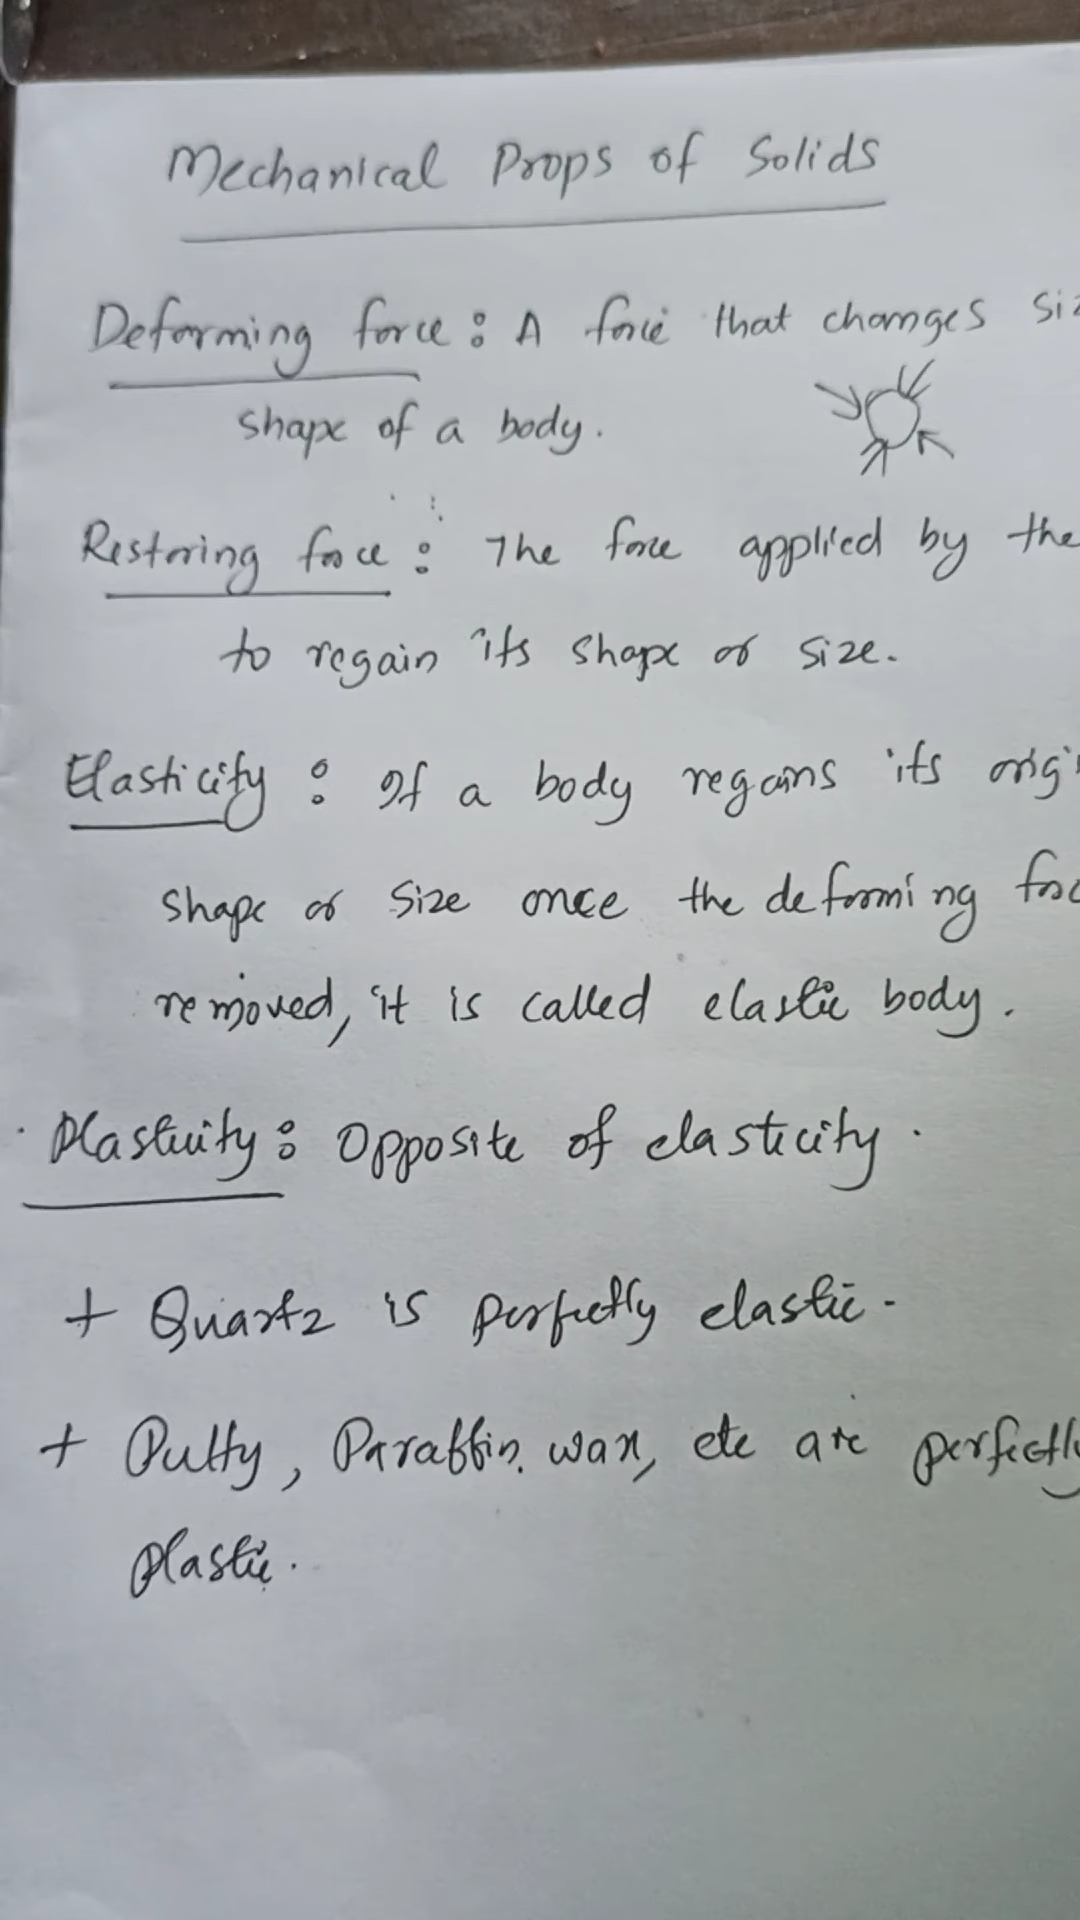 Mechanical Props of Solids
Deforming force : A force that changes
shape of a body.
Restoring force : The force applied by the
to regain its shape or size.
Elasticity : If a body regains its
shape or size once the deforming
removed, it is called elastic body.
Plasticity : Opposite of elasticity.
+ Quartz is perfectly elastic.
+ Putty, Paraffin wax, etc are perfectly
plastic.